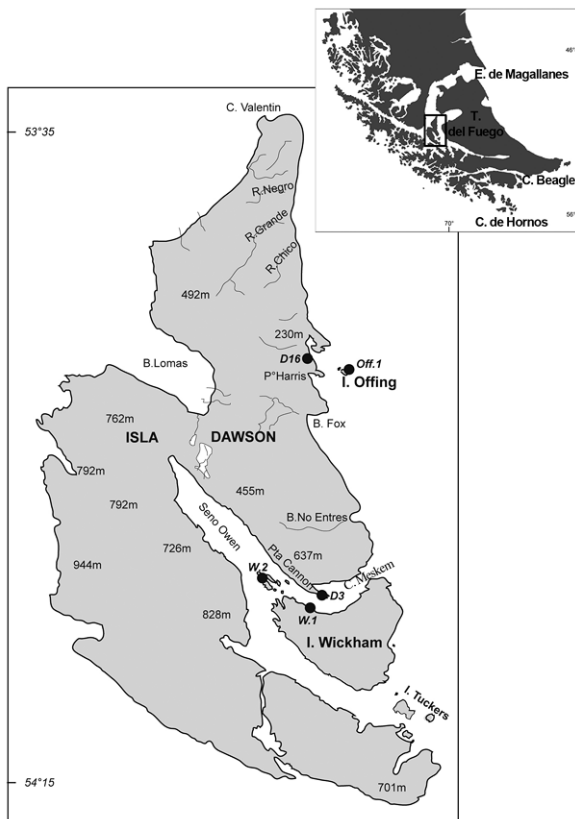 48°
E. de Magallanes
T.
del Fuego
C. Beagle
C. de Hornos
56°
70°
C. Valentin
53°35
R.Negro
R.Grande
R.Chico
492m
230m
D16
Off.1
B.Lomas
P°Harris
I. Offing
762m
B. Fox
ISLA DAWSON
792m
455m
792m
Seno Owen
B.No Entres
726m
637m
944m
Pta Cannon
C. Meskem
W.2
D3
W.1
828m
I. Wickham
I. Tuckers
54°15
701m